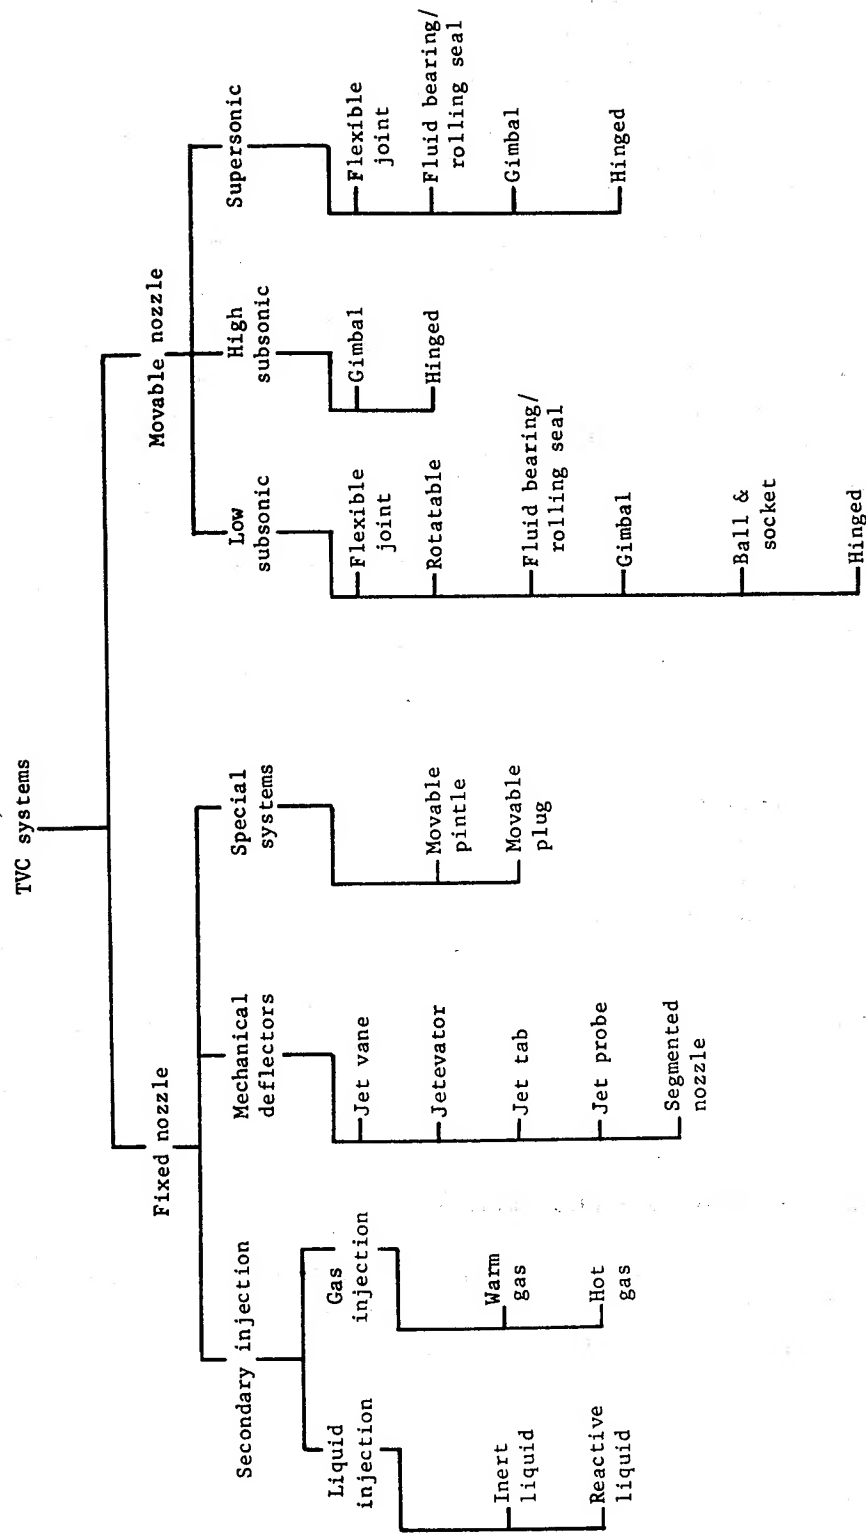 TVC systems
Fixed nozzle
Movable nozzle
Secondary injection
Mechanical
deflectors
Special
systems
Low
subsonic
High
subsonic
Supersonic
Liquid
injection
Gas
injection
Inert
liquid
Reactive
liquid
Warm
gas
Hot
gas
Jet vane
Jetevator
Jet tab
Jet probe
Segmented
nozzle
Movable
pintle
Movable
plug
Flexible
joint
Rotatable
Fluid bearing/
rolling seal
Gimbal
Ball &
socket
Hinged
Gimbal
Hinged
Flexible
joint
Fluid bearing/
rolling seal
Gimbal
Hinged